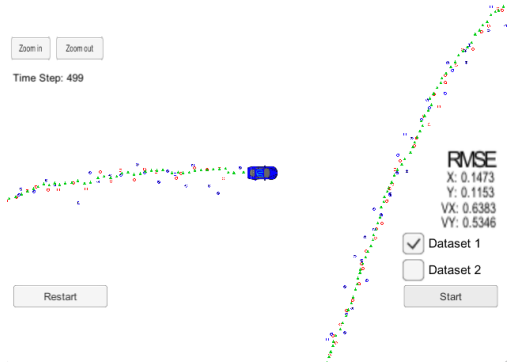 Zoom in
Zoom out
Time Step: 499
RMSE
X: 0.1473
Y: 0.1153
VX: 0.6383
VY: 0.5346
Dataset 1
Dataset 2
Restart
Start